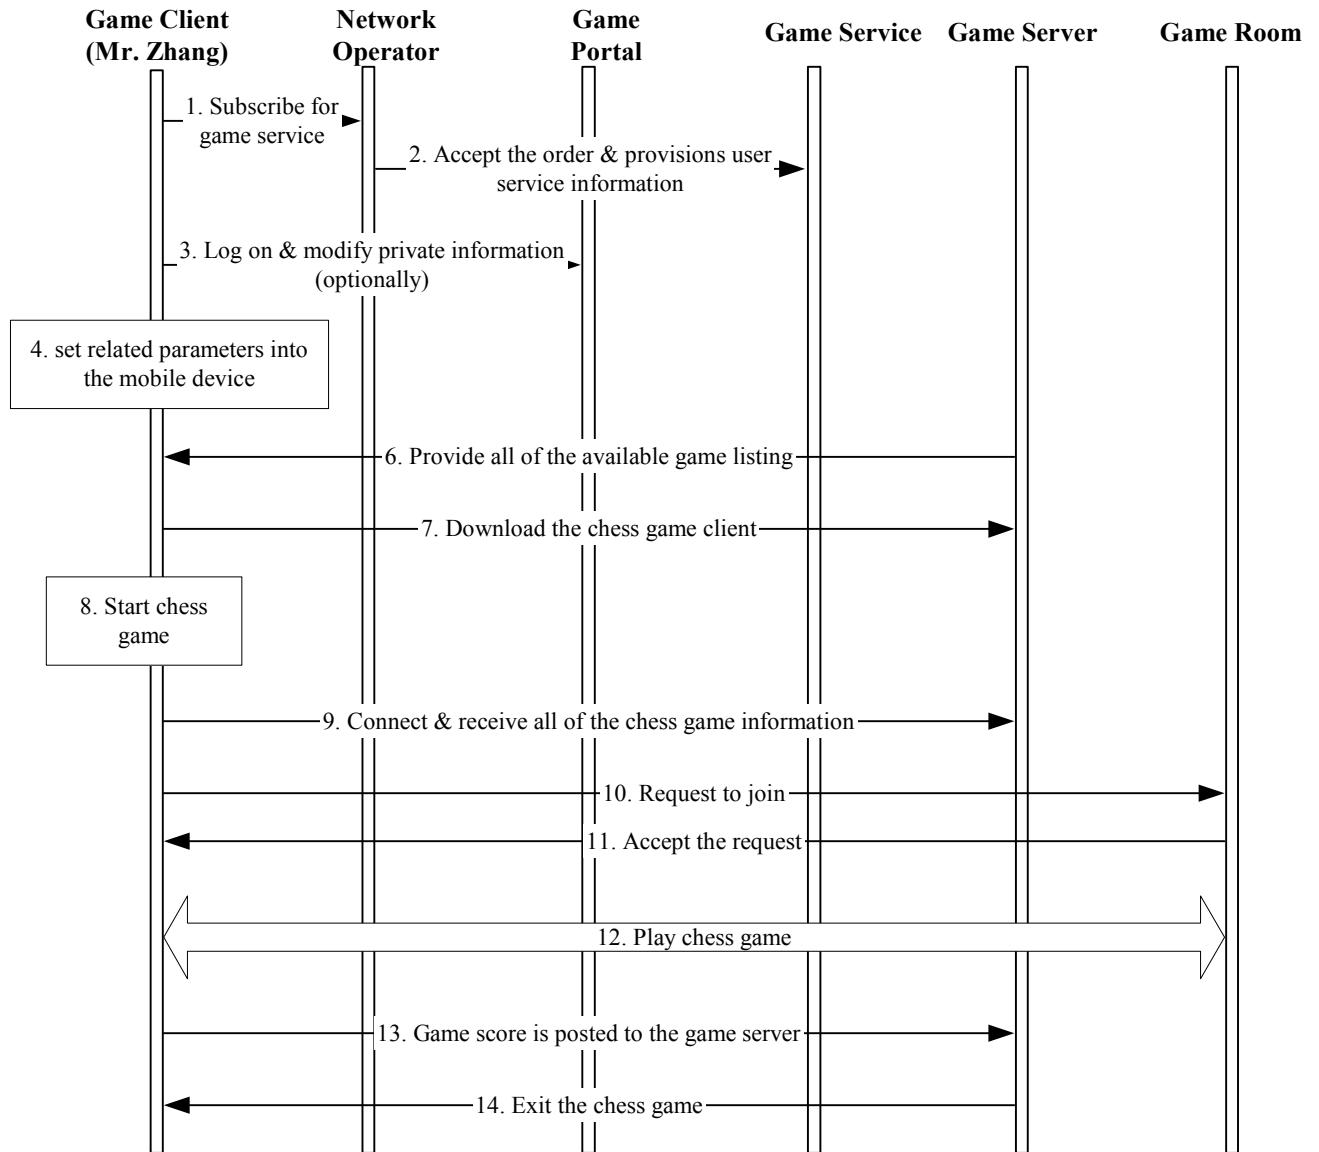 Game Client
(Mr. Zhang)
Network
Operator
Game
Portal
Game Service
Game Server
Game Room
1. Subscribe for
game service
2. Accept the order & provisions user
service information
3. Log on & modify private information
(optionally)
4. set related parameters into
the mobile device
6. Provide all of the available game listing
7. Download the chess game client
8. Start chess
game
9. Connect & receive all of the chess game information
10. Request to join
11. Accept the request
12. Play chess game
13. Game score is posted to the game server
14. Exit the chess game